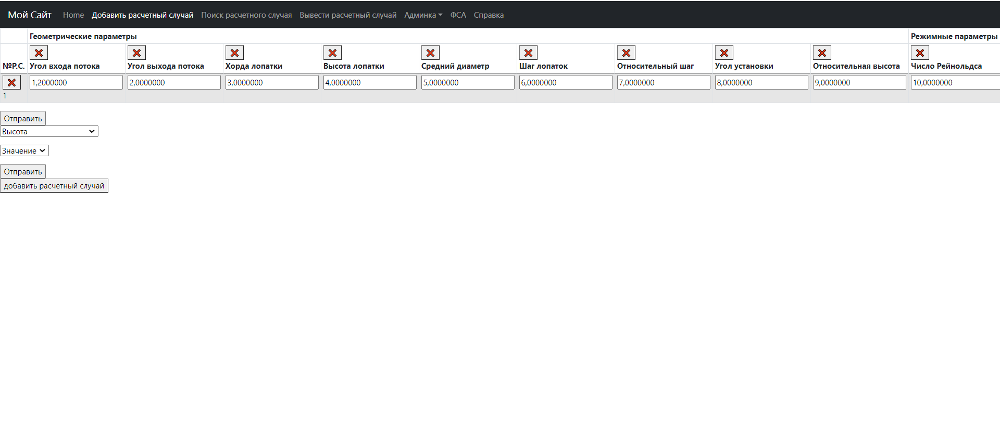 Мой Сайт Home Добавить расчетный случай Поиск расчетного случая Вывести расчетный случай Админка ФСА Справка
Геометрические параметры Режимные параметры
№Р.С. Угол входа потока Угол выхода потока Хорда лопатки Высота лопатки Средний диаметр Шаг лопаток Относительный шаг Угол установки Относительная высота Число Рейнольдса
1,2000000 2,0000000 3,0000000 4,0000000 5,0000000 6,0000000 7,0000000 8,0000000 9,0000000 10,0000000
1
Отправить
Высота
Значение
Отправить
добавить расчетный случай